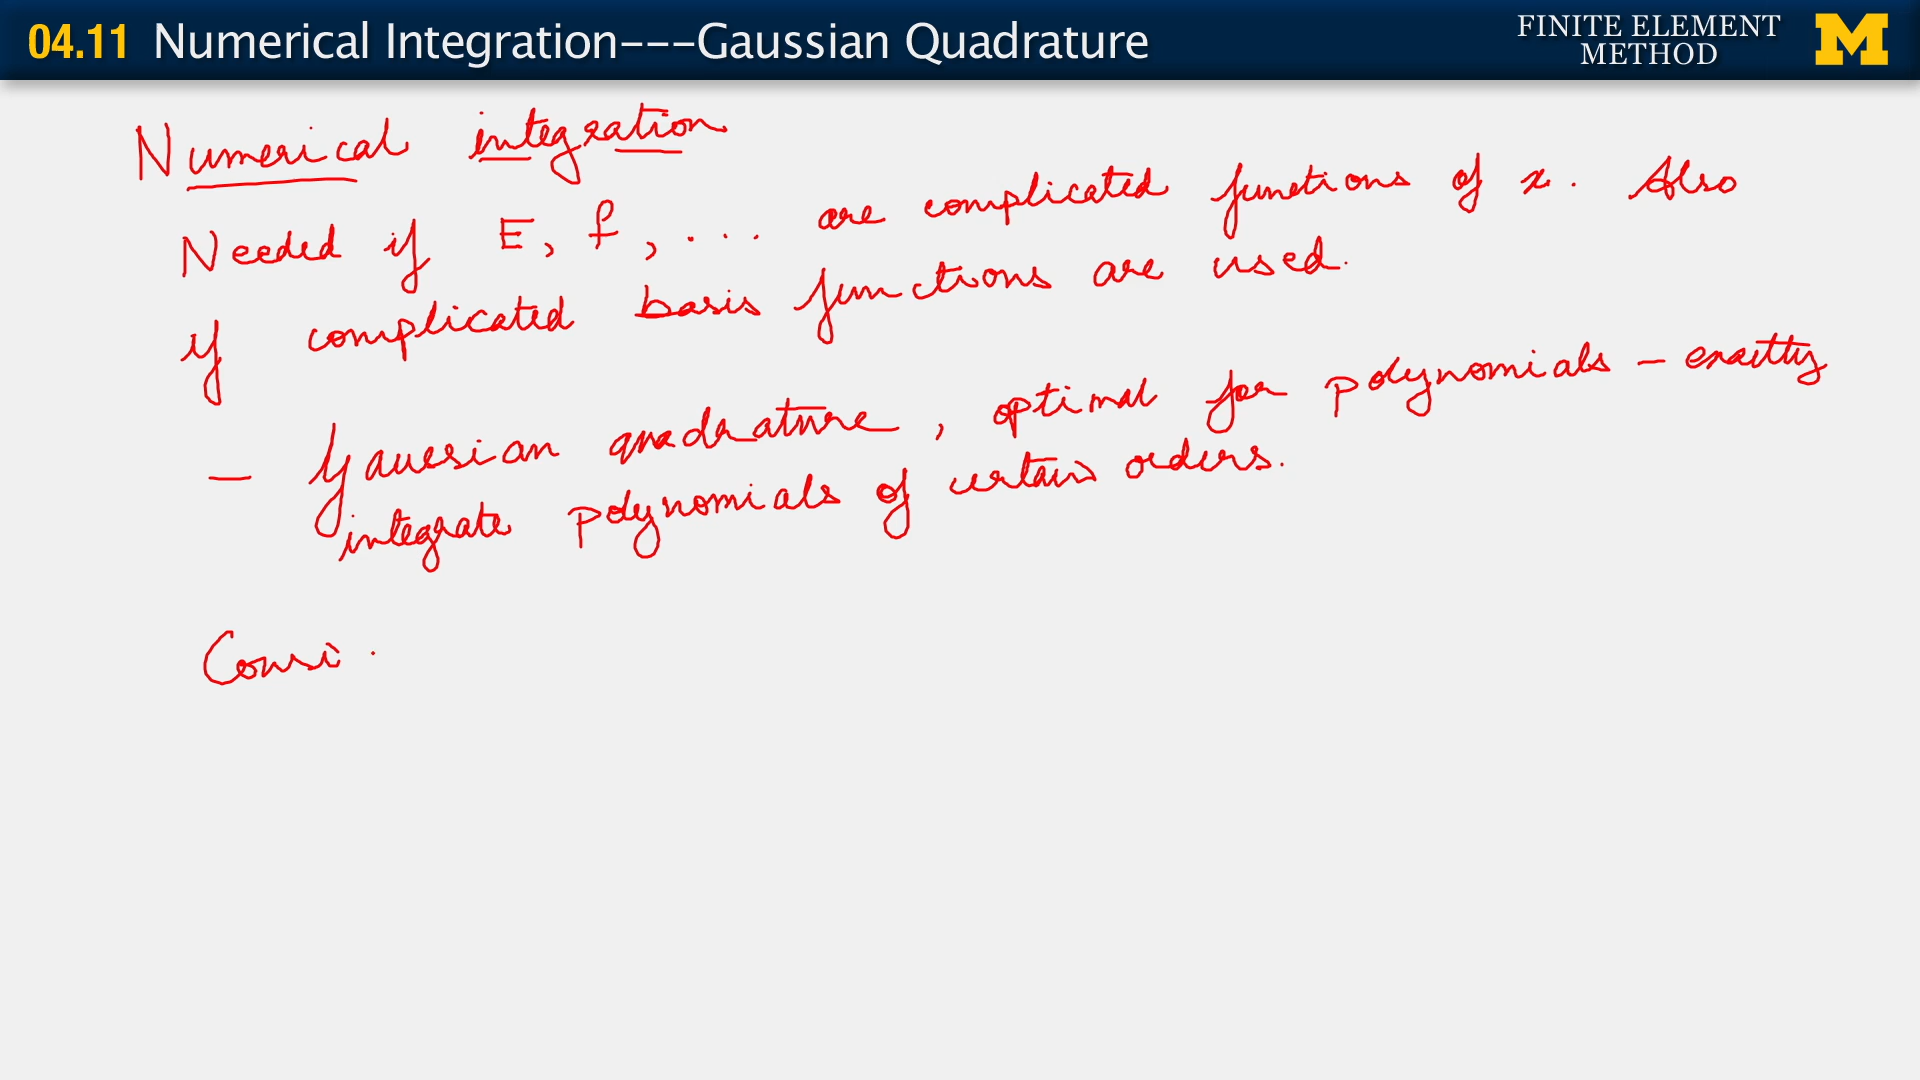 04.11 Numerical Integration---Gaussian Quadrature
FINITE ELEMENT
METHOD
M
Numerical integration
Needed if E, f, ... are complicated functions of x. Also
if complicated basis functions are used.
— Gaussian quadrature, optimal for polynomials – exactly
integrate polynomials of certain orders.
Consi